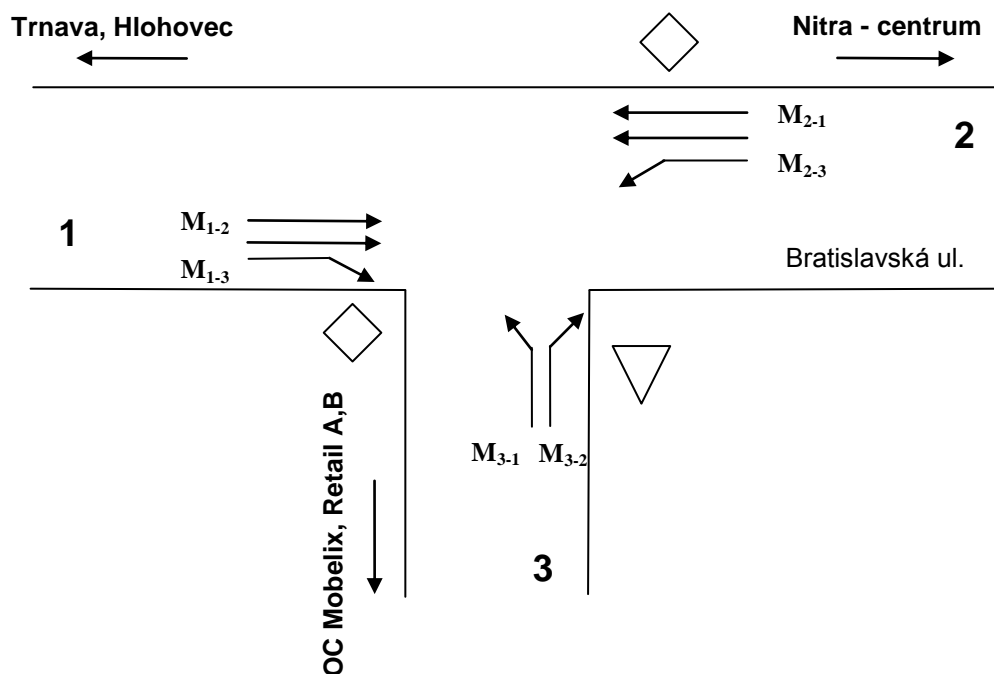 Trnava, Hlohovec
Nitra - centrum
M2-1
2
M2-3
M1-2
1
M1-3
Bratislavská ul.
OC Mobelix, Retail A,B
M3-1 M3-2
3